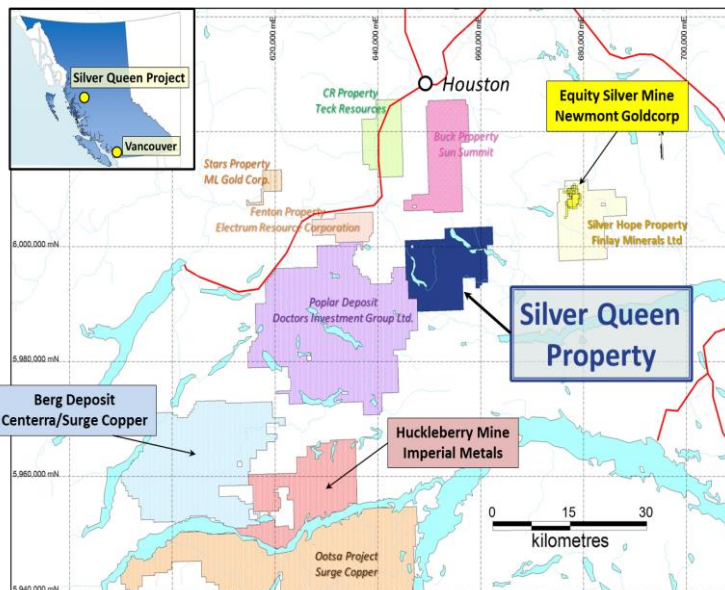 Silver Queen Project
Vancouver
620,000 mE
640,000 mE
660,000 mE
680,000 mE
700,000 mE
Houston
CR Property
Teck Resources
Equity Silver Mine
Newmont Goldcorp
Buck Property
Sun Summit
Stars Property
ML Gold Corp.
Fenton Property
Electrum Resource Corporation
Silver Hope Property
Finlay Minerals Ltd
6,000,000 mN
Poplar Deposit
Doctors Investment Group Ltd.
Silver Queen
Property
5,980,000 mN
Berg Deposit
Centerra/Surge Copper
Huckleberry Mine
Imperial Metals
5,960,000 mN
0 15 30
kilometres
Ootsa Project
Surge Copper
5,940,000 mN